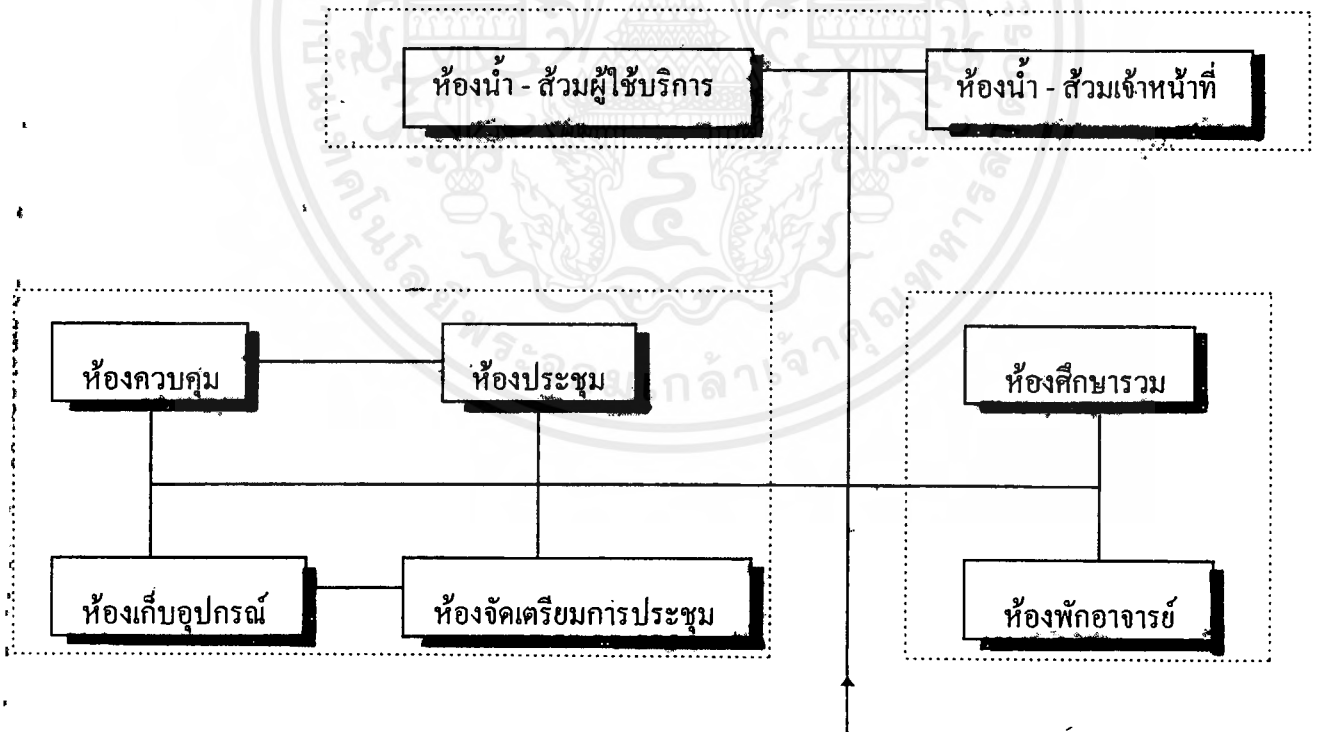 ห้องน้ำ - ส้วมผู้ใช้บริการ
ห้องน้ำ - ส้วมเจ้าหน้าที่
ห้องควบคุม
ห้องประชุม
ห้องศึกษารวม
ห้องเก็บอุปกรณ์
ห้องจัดเตรียมการประชุม
ห้องพักอาจารย์